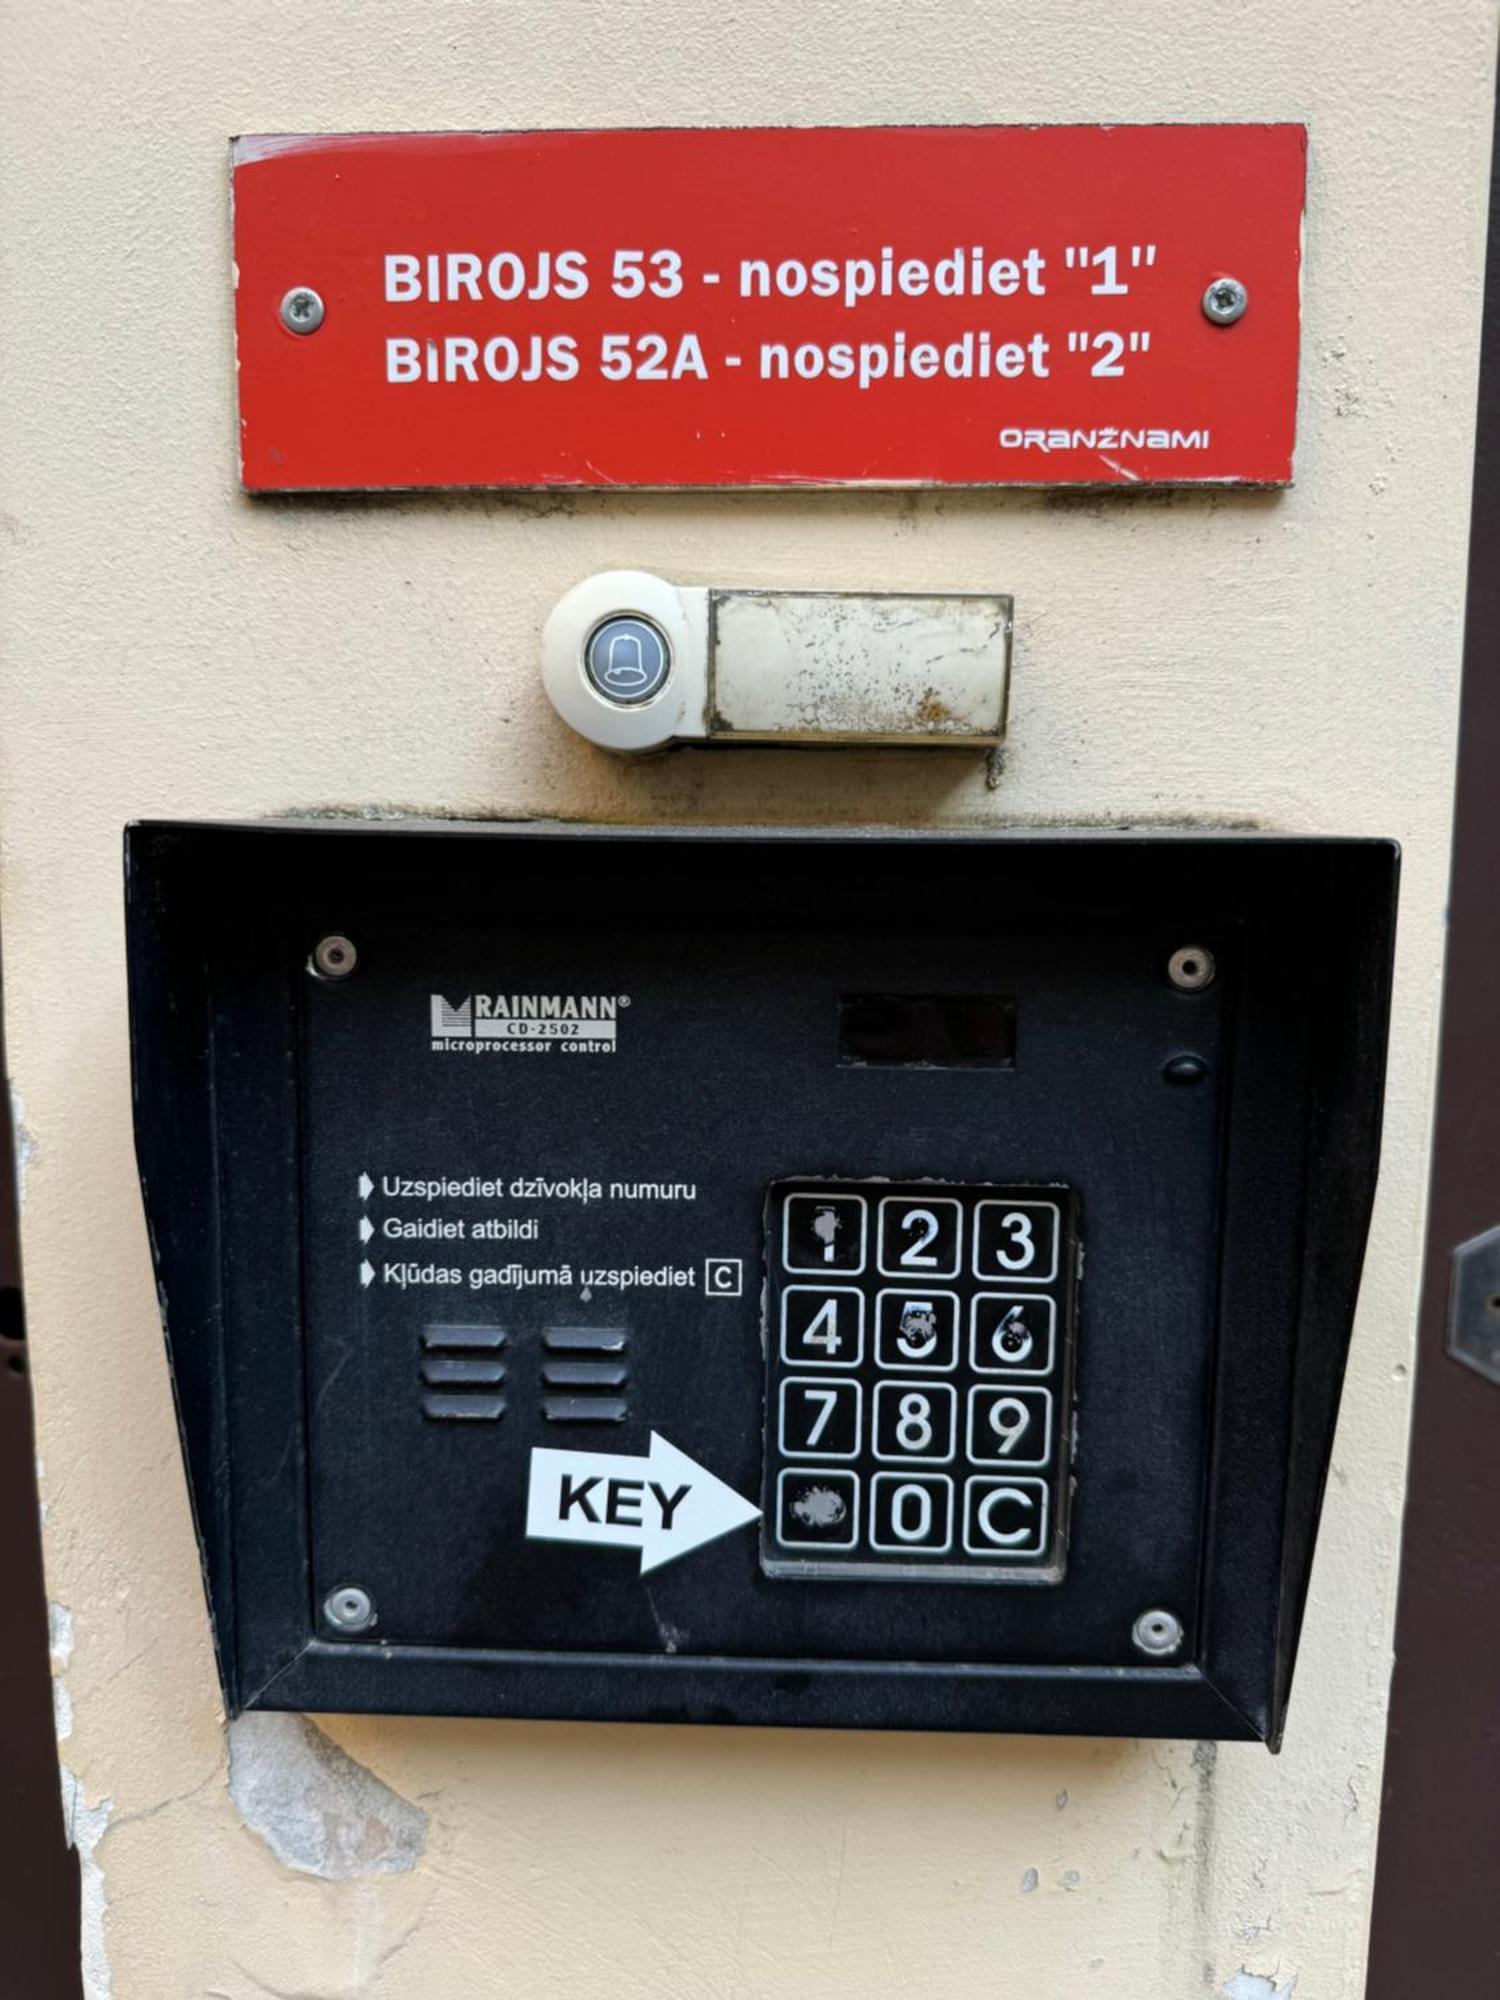 BIROJS 53 - nospiediet "1"
BIROJS 52A - nospiediet "2"
ORANŽNAMI
RAINMANN®
CD-2502
microprocessor control
Uzspiediet dzīvokļa numuru
Gaidiet atbildi
Kļūdas gadījumā uzspiediet C
1 2 3
4 5 6
7 8 9
KEY
0 C